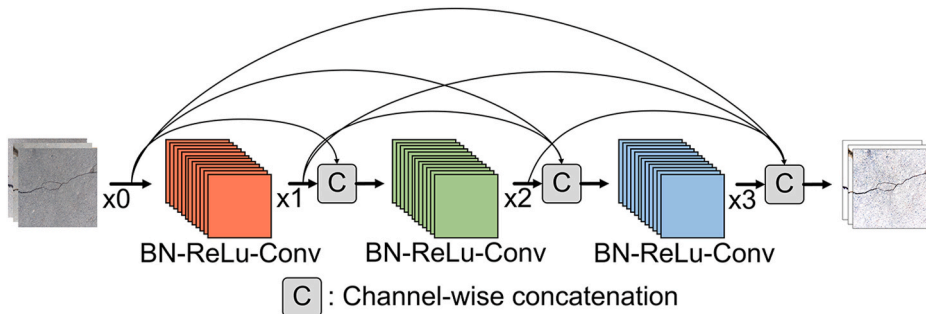 x0
x1
C
x2
C
x3
C
BN-ReLu-Conv
BN-ReLu-Conv
BN-ReLu-Conv
C : Channel-wise concatenation